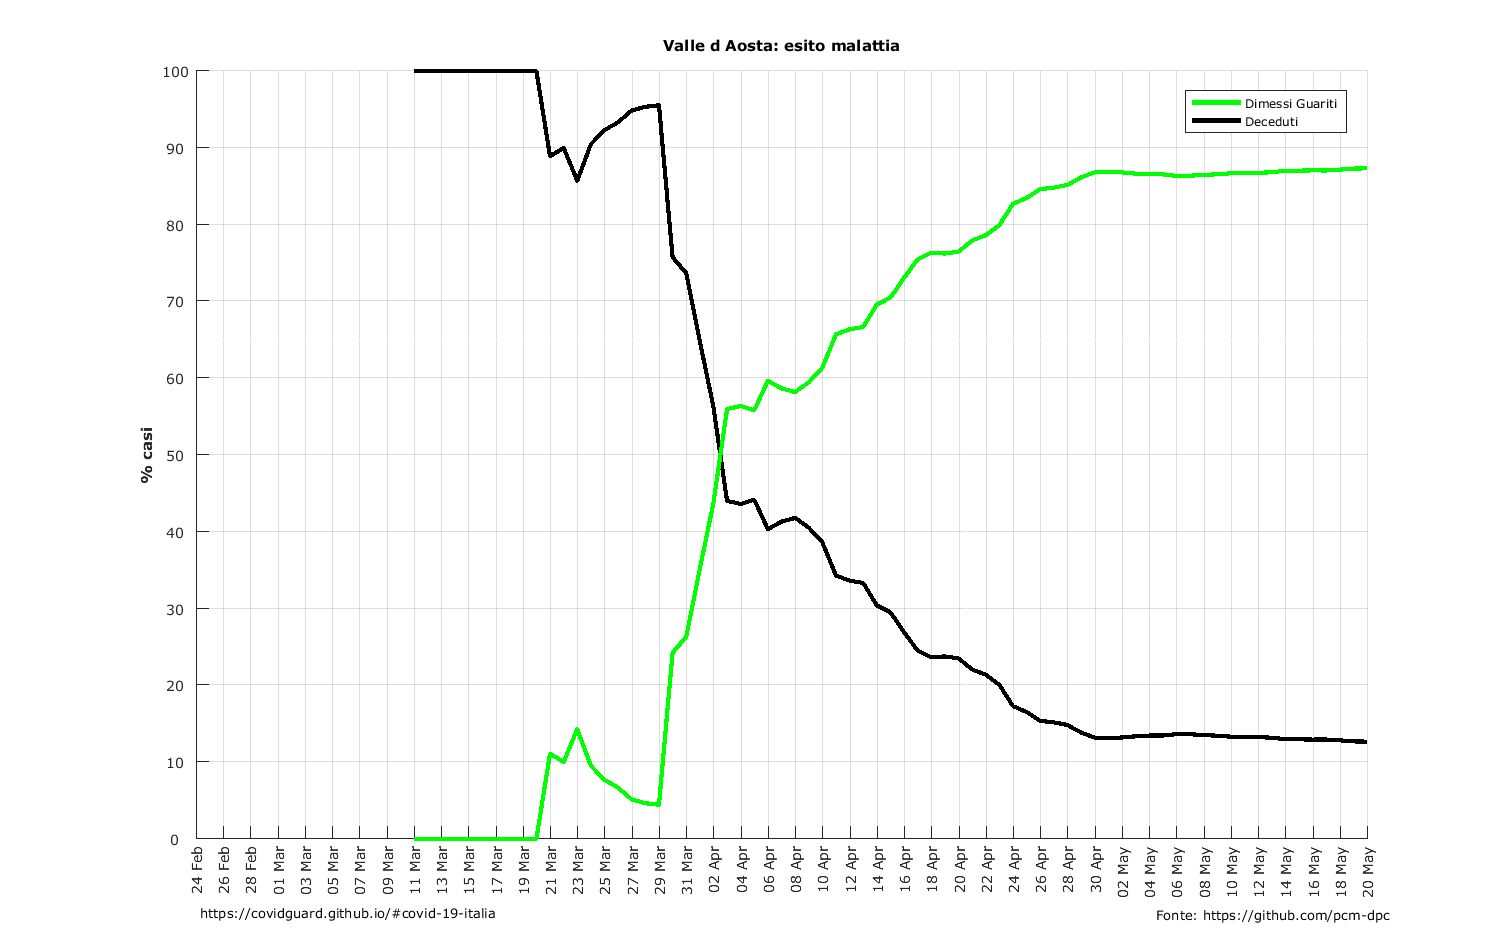 Valle d Aosta: esito malattia
Dimessi Guariti
Deceduti
% casi
100
90
80
70
60
50
40
30
20
10
0
24 Feb
26 Feb
28 Feb
01 Mar
03 Mar
05 Mar
07 Mar
09 Mar
11 Mar
13 Mar
15 Mar
17 Mar
19 Mar
21 Mar
23 Mar
25 Mar
27 Mar
29 Mar
31 Mar
02 Apr
04 Apr
06 Apr
08 Apr
10 Apr
12 Apr
14 Apr
16 Apr
18 Apr
20 Apr
22 Apr
24 Apr
26 Apr
28 Apr
30 Apr
02 May
04 May
06 May
08 May
10 May
12 May
14 May
16 May
18 May
20 May
https://covidguard.github.io/#covid-19-italia
Fonte: https://github.com/pcm-dpc